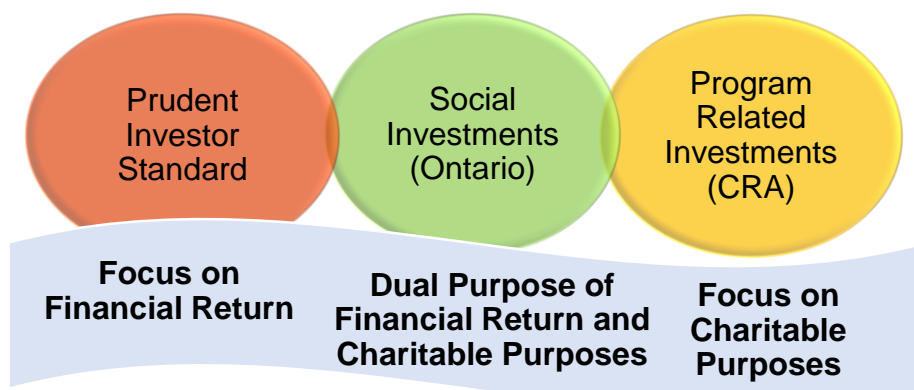 Prudent
Investor
Standard
Social
Investments
(Ontario)
Program
Related
Investments
(CRA)
Focus on
Financial Return
Dual Purpose of
Financial Return and
Charitable Purposes
Focus on
Charitable
Purposes